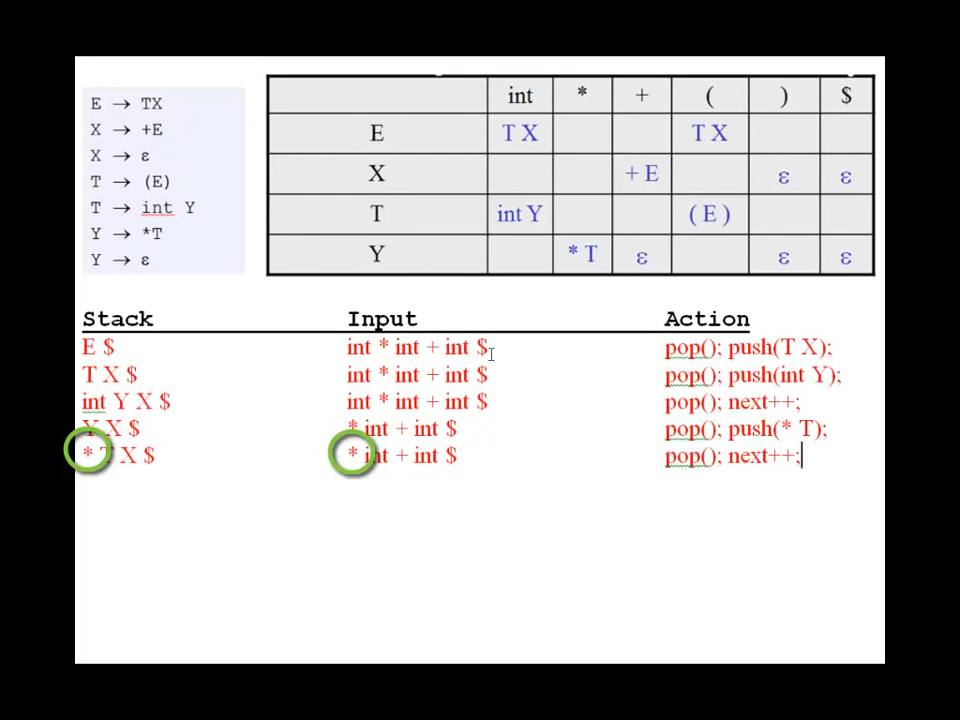 E → TX
X → +E
X → ε
T → (E)
T → int Y
Y → *T
Y → ε
int * + ( ) $
E T X T X
X + E ε ε
T int Y ( E )
Y * T ε ε ε
Stack Input Action
E $ int * int + int $ pop(); push(T X);
T X $ int * int + int $ pop(); push(int Y);
int Y X $ int * int + int $ pop(); next++;
Y X $ * int + int $ pop(); push(* T);
* T X $ * int + int $ pop(); next++;